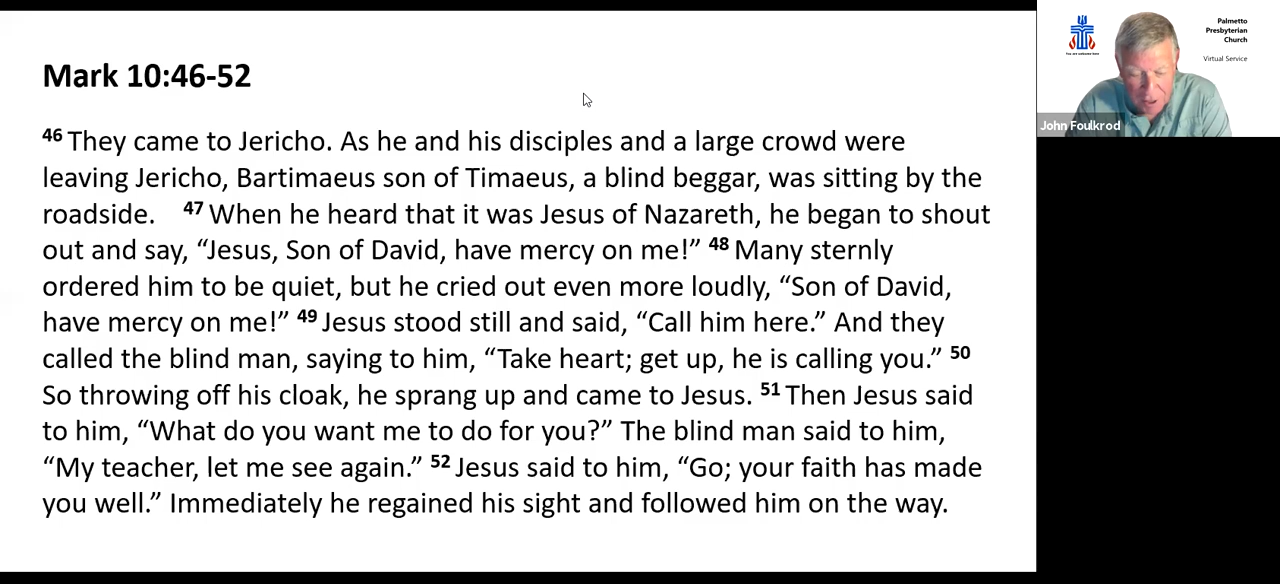 Mark 10:46-52
46 They came to Jericho. As he and his disciples and a large crowd were
leaving Jericho, Bartimaeus son of Timaeus, a blind beggar, was sitting by the
roadside. 47 When he heard that it was Jesus of Nazareth, he began to shout
out and say, “Jesus, Son of David, have mercy on me!” 48 Many sternly
ordered him to be quiet, but he cried out even more loudly, “Son of David,
have mercy on me!” 49 Jesus stood still and said, “Call him here.” And they
called the blind man, saying to him, “Take heart; get up, he is calling you.” 50
So throwing off his cloak, he sprang up and came to Jesus. 51 Then Jesus said
to him, “What do you want me to do for you?” The blind man said to him,
“My teacher, let me see again.” 52 Jesus said to him, “Go; your faith has made
you well.” Immediately he regained his sight and followed him on the way.
Palmetto
Presbyterian
Church
Virtual Service
You are welcome here
John Foulkrod